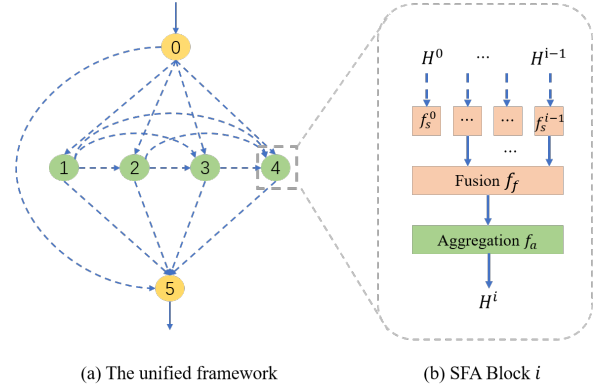 0
1
2
3
4
5
(a) The unified framework
H^0 ... H^{i-1}
f_s^0 ... ... f_s^{i-1}
...
Fusion f_f
Aggregation f_a
H^i
(b) SFA Block i